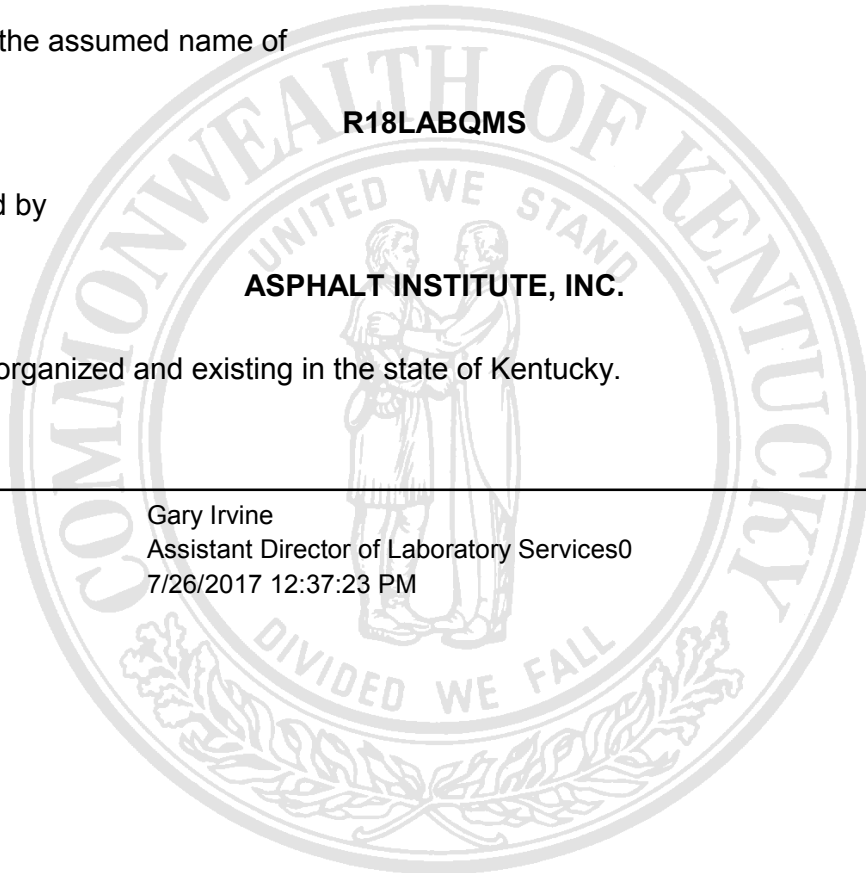 the assumed name of
R18LABQMS
d by
ASPHALT INSTITUTE, INC.
organized and existing in the state of Kentucky.
Gary Irvine
Assistant Director of Laboratory Services0
7/26/2017 12:37:23 PM
COMMONWEALTH OF KENTUCKY
UNITED WE STAND
DIVIDED WE FALL